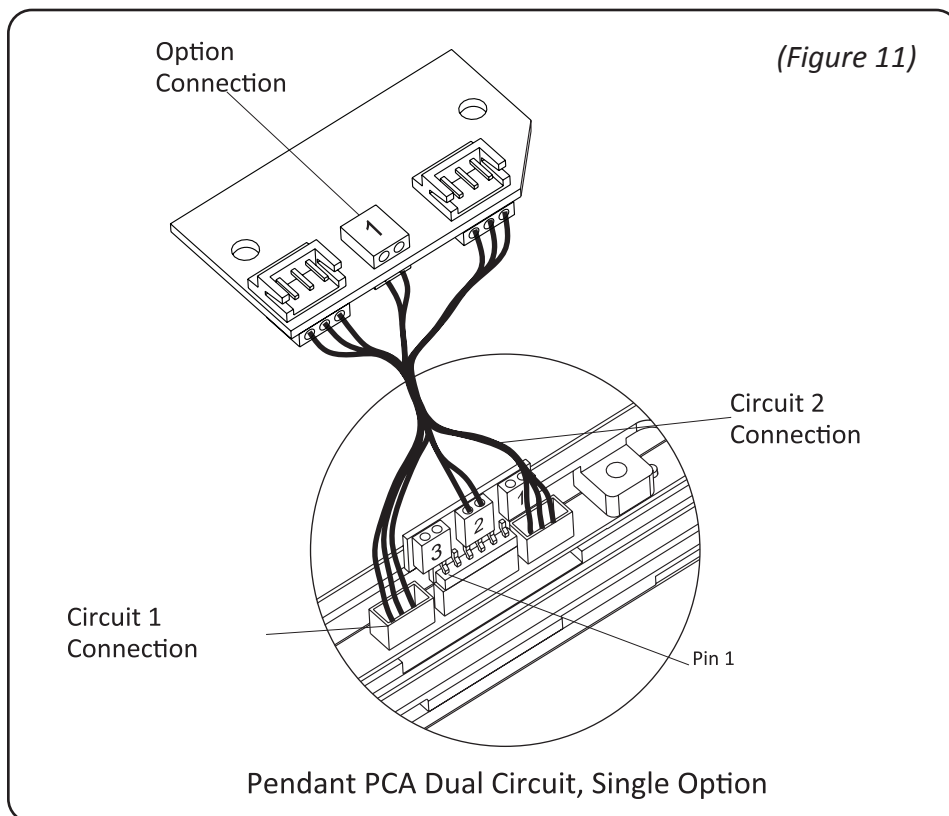 (Figure 11)
Option
Connection
1
Circuit 2
Connection
1
2
3
Circuit 1
Connection
Pin 1
Pendant PCA Dual Circuit, Single Option